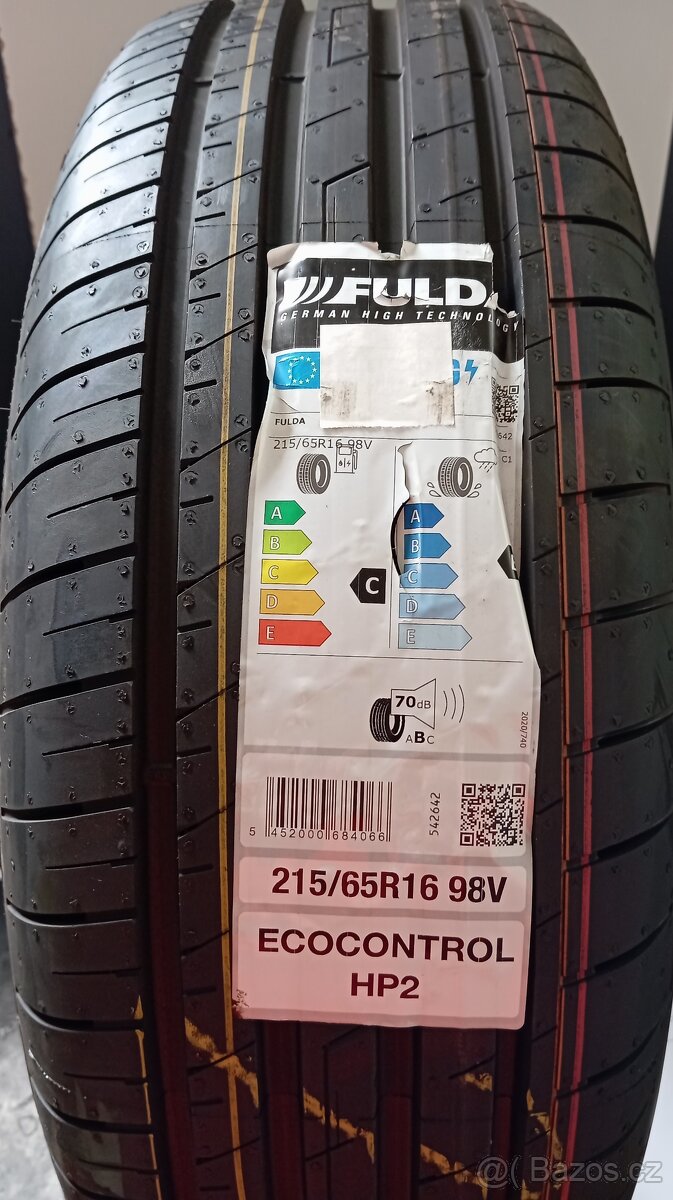 FULDA
GERMAN HIGH TECHNOLOGY
G
FULDA
642
215/65R16 98V
C1
A
A
B
B
C
C
C
D
D
E
E
70dB
ABC
2020/740
5 452000 684066
542642
215/65R16 98V
ECOCONTROL
HP2
@( Bazos.cz